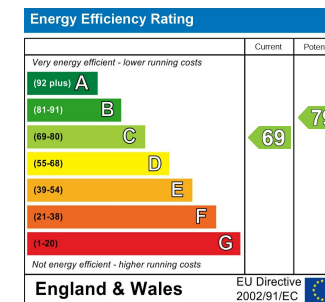 Energy Efficiency Rating
Current
Very energy efficient - lower running costs
(92 plus) A
(81-91) B
(69-80) C
69
(55-68) D
(39-54) E
(21-38) F
(1-20) G
Not energy efficient - higher running costs
England & Wales
EU Directive
2002/91/EC